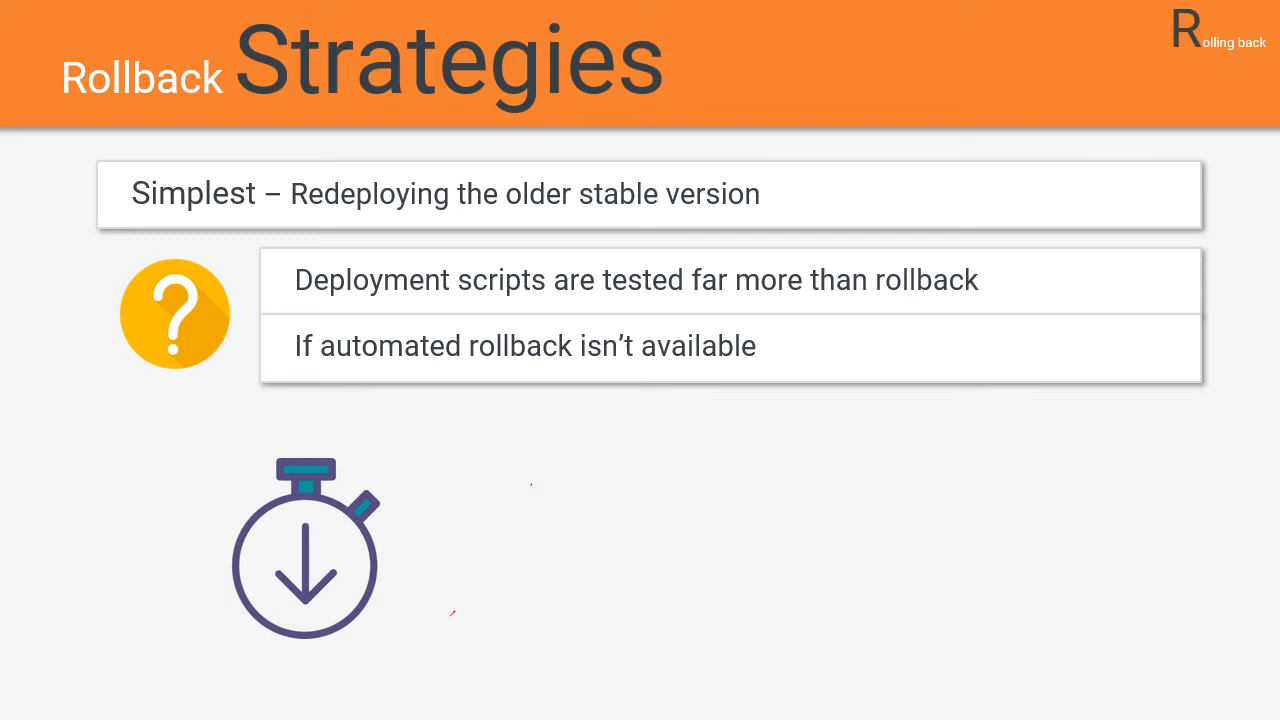 Rollback Strategies
Rolling back
Simplest – Redeploying the older stable version
Deployment scripts are tested far more than rollback
If automated rollback isn’t available